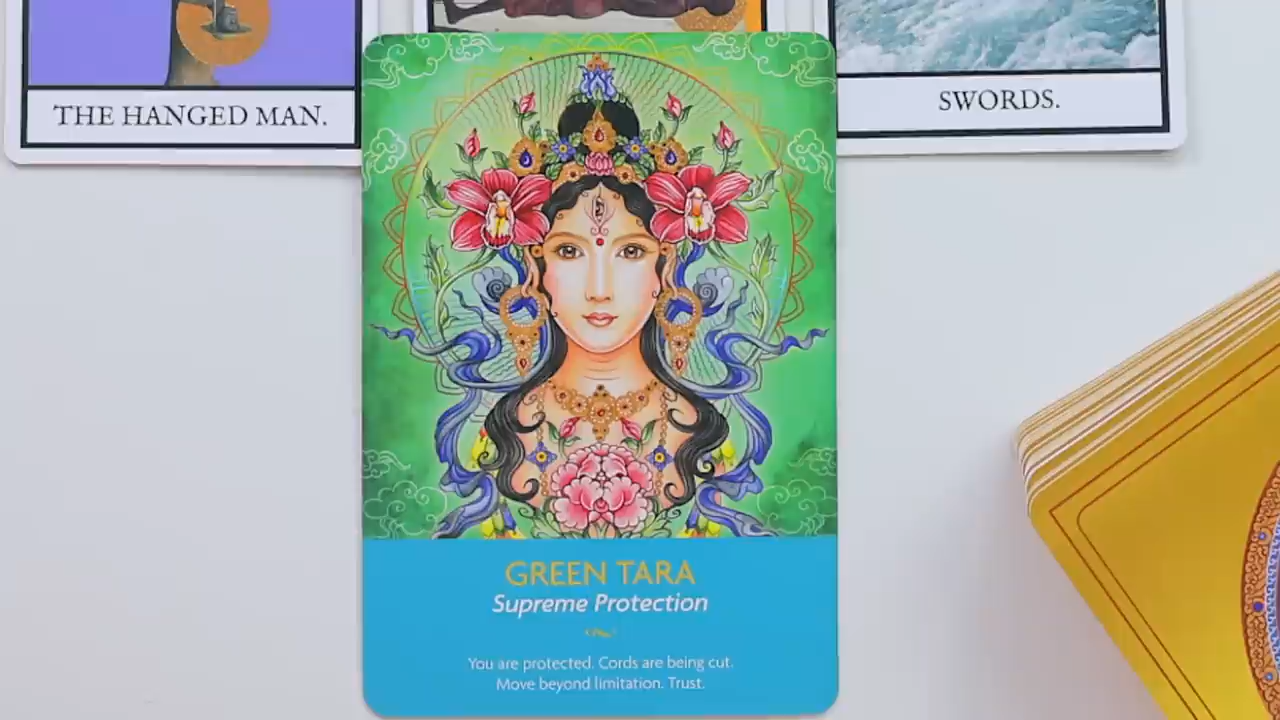 THE HANGED MAN.
SWORDS.
GREEN TARA
Supreme Protection
You are protected. Cords are being cut.
Move beyond limitation. Trust.